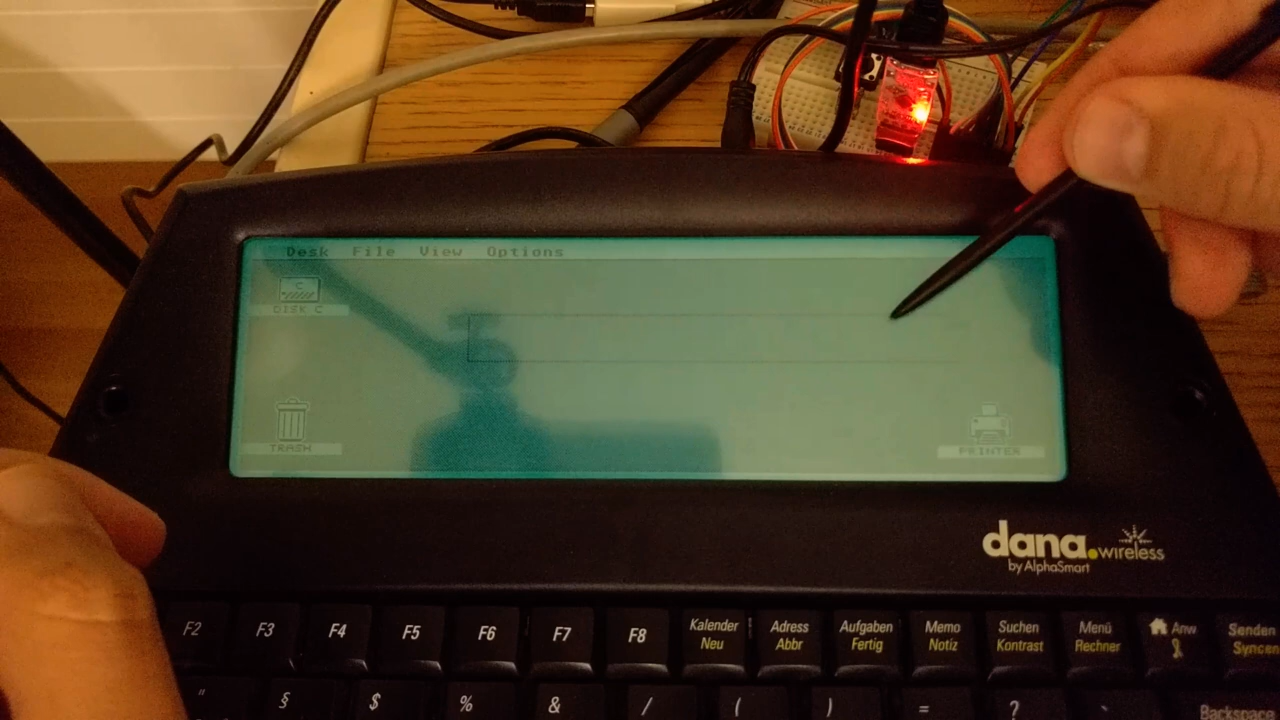 Desk File View Options
C
DISK C
TRASH
PRINTER
dana.wireless
by AlphaSmart
F2 F3 F4 F5 F6 F7 F8 Kalender Adress Aufgaben Memo Suchen Menü Anw Senden
Neu Abbr Fertig Notiz Kontrast Rechner Syncen
" § $ % & / ( ) = ? ` Backspace